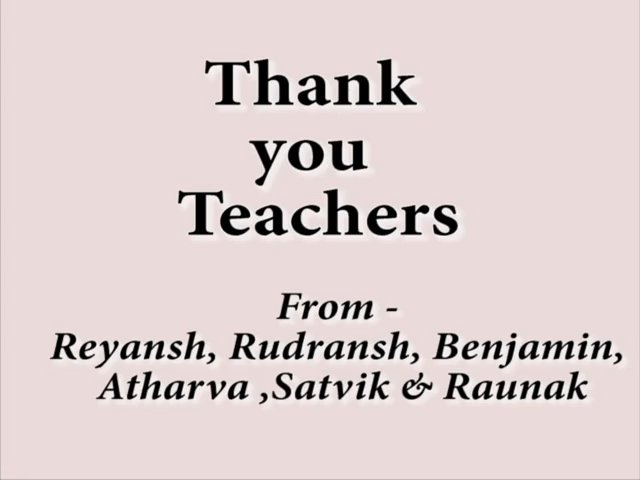 Thank
you
Teachers
From -
Reyansh, Rudransh, Benjamin,
Atharva ,Satvik & Raunak